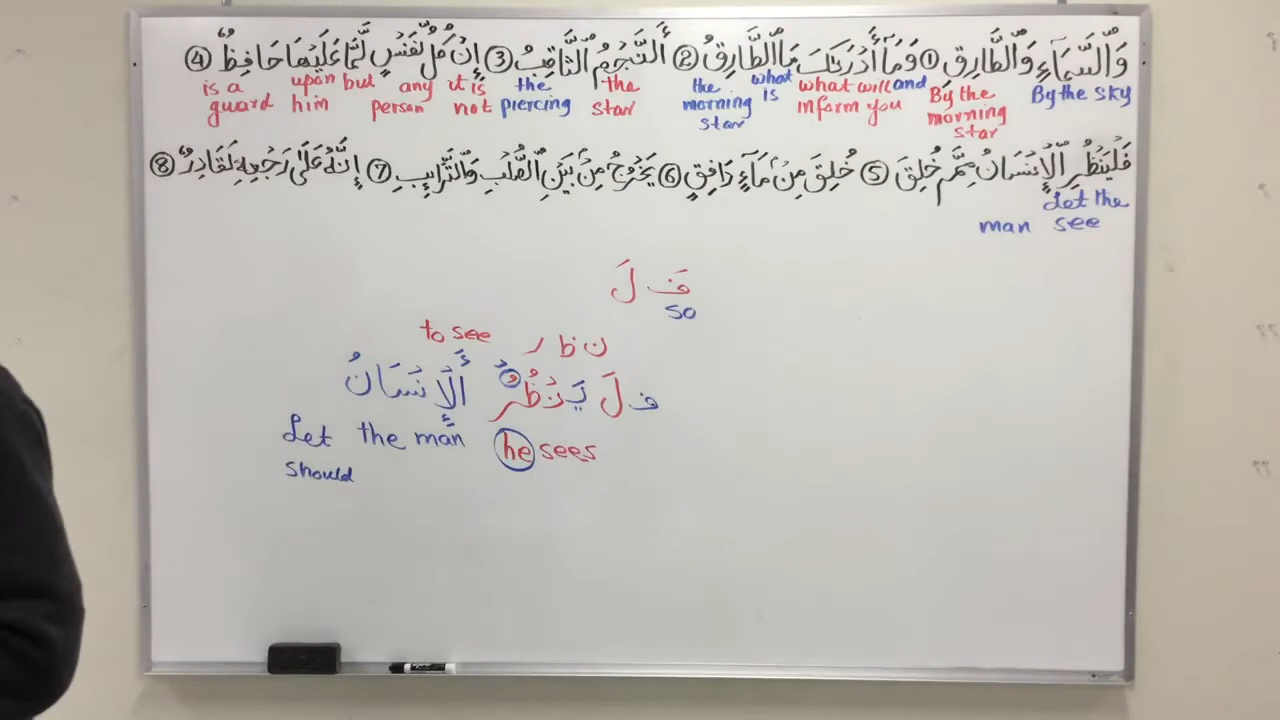 وَٱلسَّمَآءِ وَٱلطَّارِقِ ① وَمَآ أَدْرَىٰكَ مَا ٱلطَّارِقُ ② ٱلنَّجْمُ ٱلثَّاقِبُ ③ إِن كُلُّ نَفْسٍ لَّمَّا عَلَيْهَا حَافِظٌ ④
By the sky By the morning star and what will inform you what is the morning star the star the piercing it is not any person but upon him is a guard
فَلْيَنظُرِ ٱلْإِنسَانُ مِمَّ خُلِقَ ⑤ خُلِقَ مِن مَّآءٍ دَافِقٍ ⑥ يَخْرُجُ مِنۢ بَيْنِ ٱلصُّلْبِ وَٱلتَّرَآئِبِ ⑦ إِنَّهُۥ عَلَىٰ رَجْعِهِۦ لَقَادِرٌ ⑧
Let the
man see
فَ لَ
so
to see ن ظ ر
ف لَ يَنْظُرُ أَلْإِنْسَانُ
Let the man he sees
should